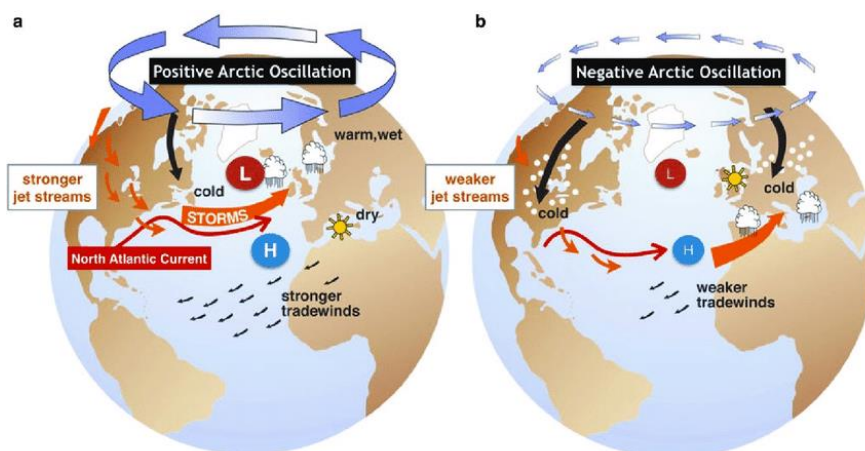 a
Positive Arctic Oscillation
warm,wet
stronger
jet streams
L
cold
STORMS
dry
North Atlantic Current
H
stronger
tradewinds
b
Negative Arctic Oscillation
weaker
jet streams
L
cold
cold
H
weaker
tradewinds